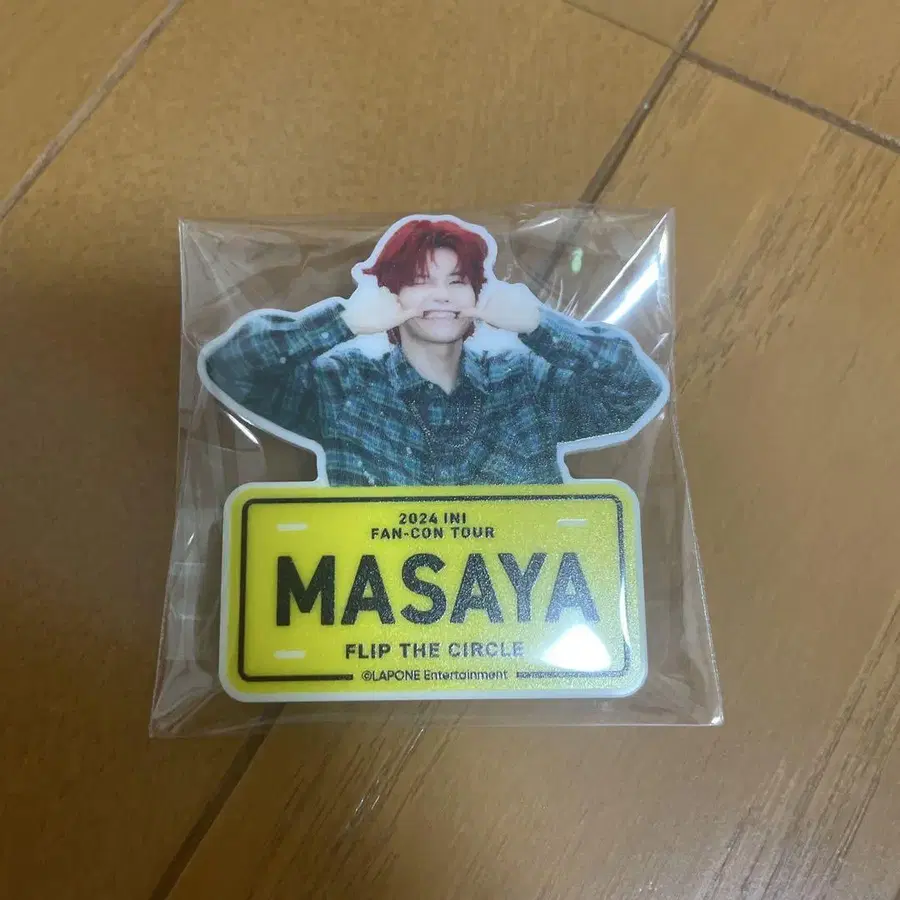 2024 INI
FAN-CON TOUR
MASAYA
FLIP THE CIRCLE
©LAPONE Entertainment